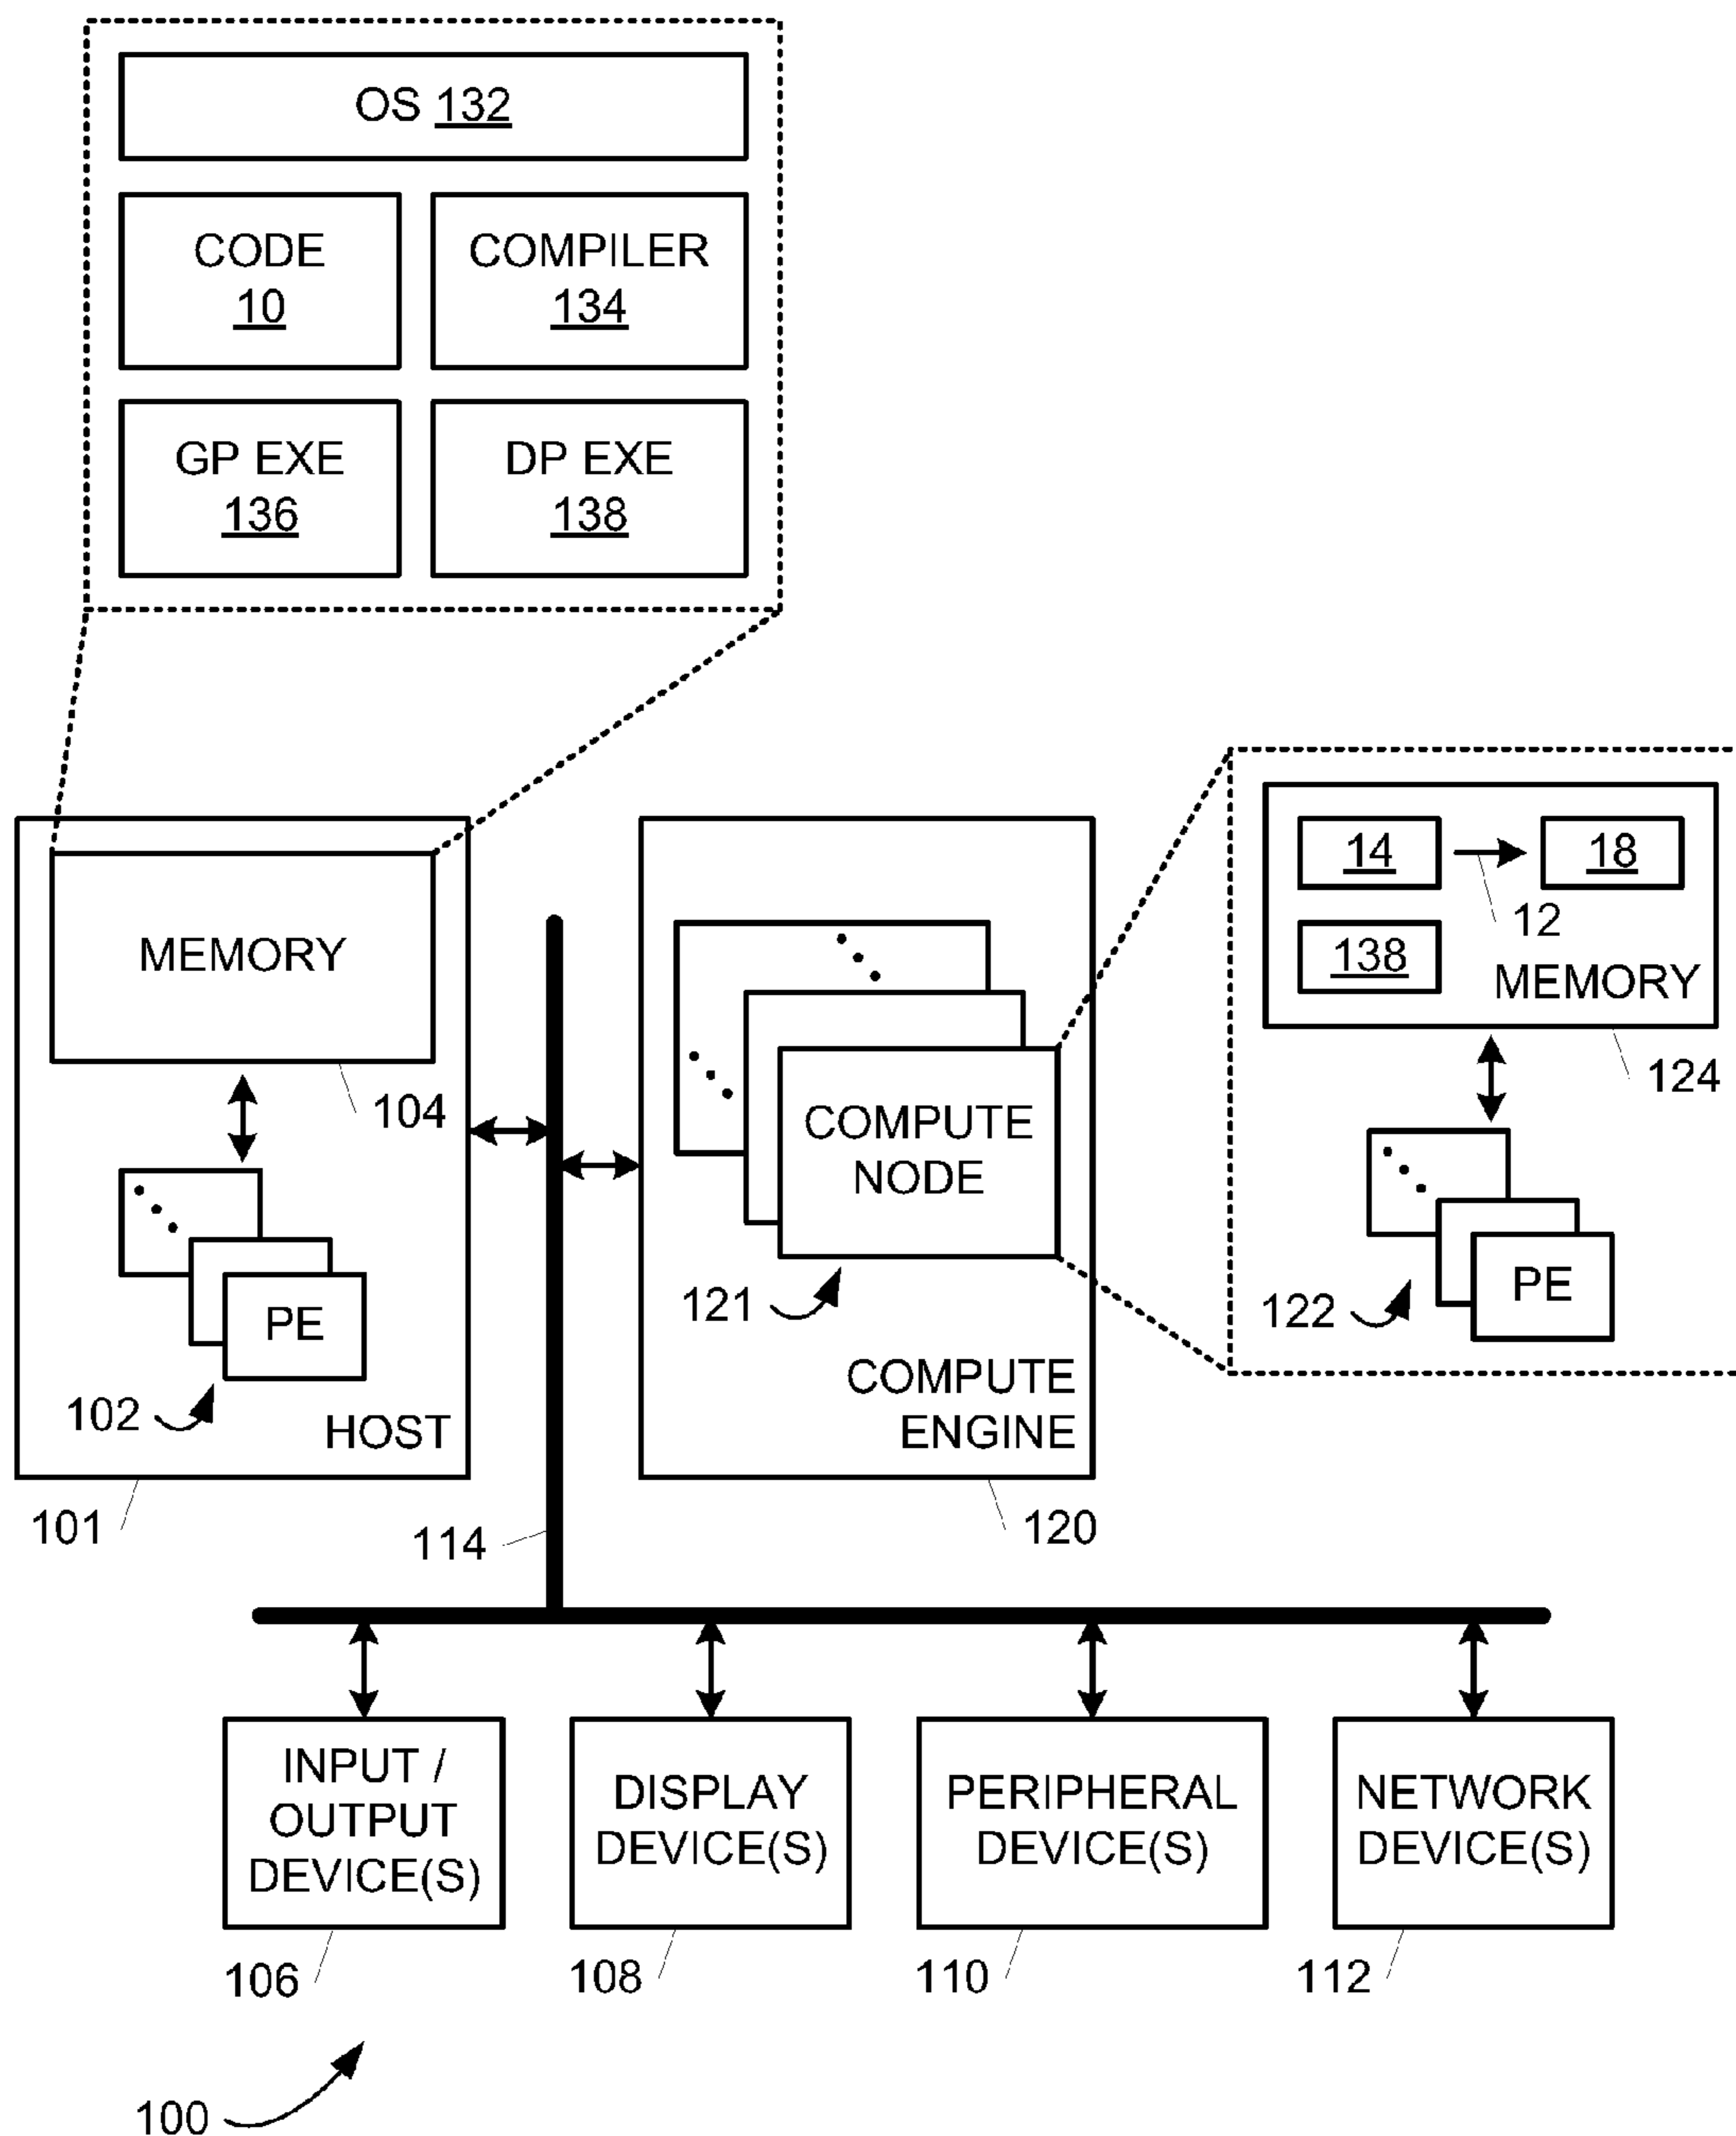 OS 132
CODE
10
COMPILER
134
GP EXE
136
DP EXE
138
MEMORY
104
PE
102
HOST
101
114
COMPUTE
NODE
121
COMPUTE
ENGINE
120
14
18
12
138
MEMORY
124
122
PE
INPUT /
OUTPUT
DEVICE(S)
106
DISPLAY
DEVICE(S)
108
PERIPHERAL
DEVICE(S)
110
NETWORK
DEVICE(S)
112
100